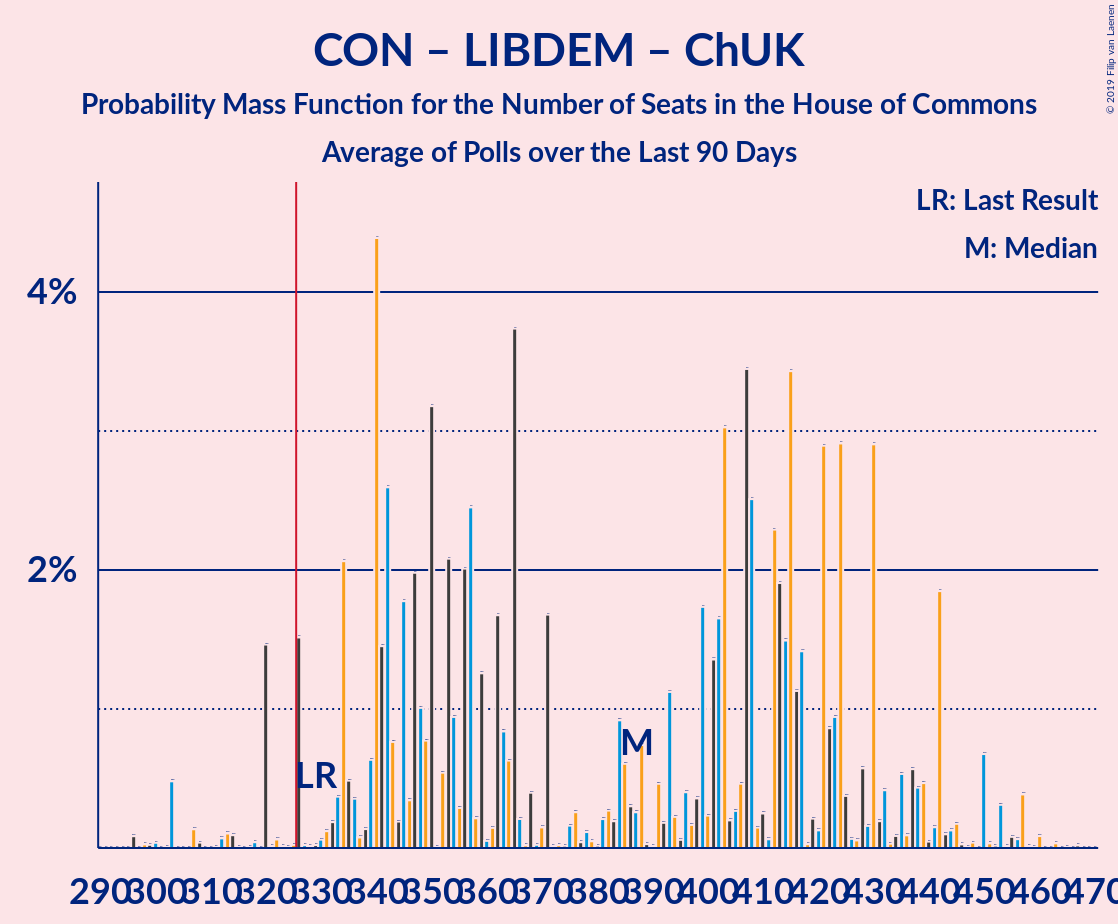 CON – LIBDEM – ChUK
Probability Mass Function for the Number of Seats in the House of Commons
Average of Polls over the Last 90 Days
© 2019 Filip van Laenen
LR: Last Result
M: Median
4%
2%
LR
M
290 300 310 320 330 340 350 360 370 380 390 400 410 420 430 440 450 460 470